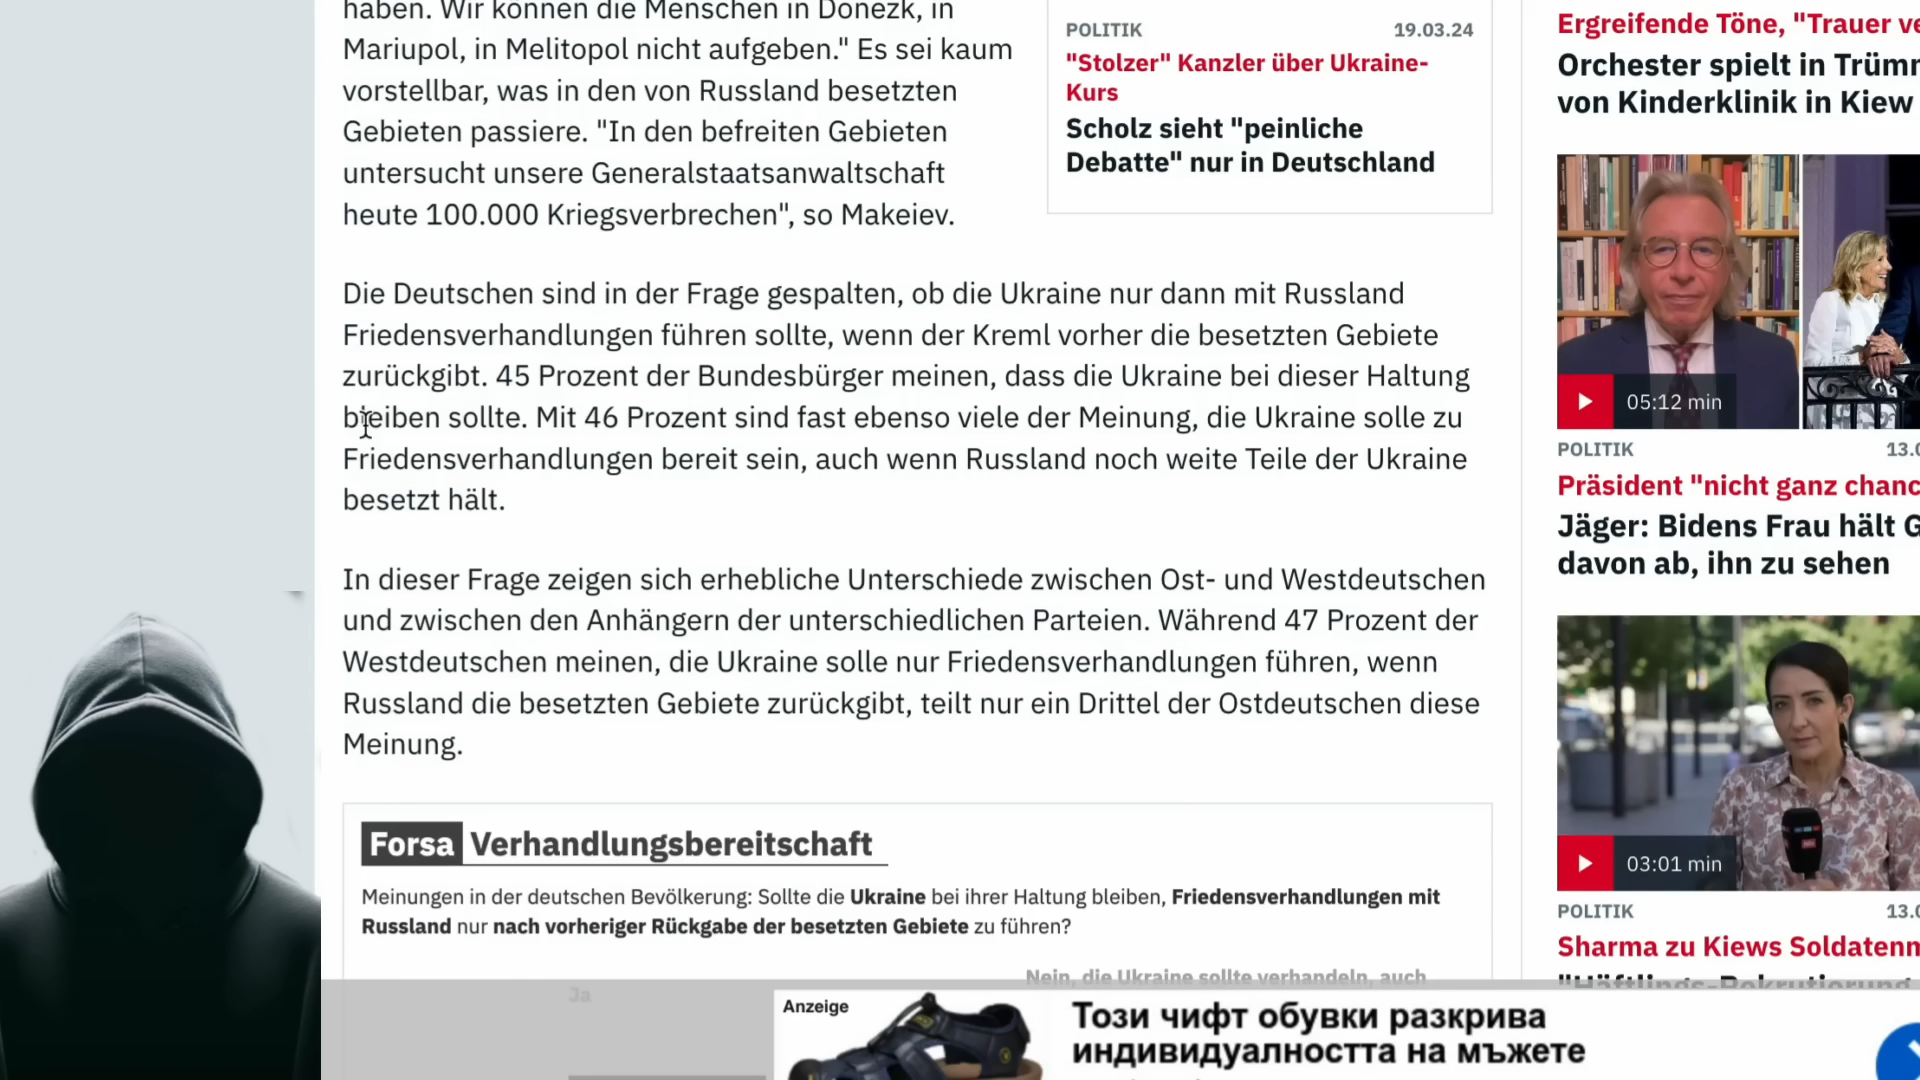 haben. Wir können die Menschen in Donezk, in
Mariupol, in Melitopol nicht aufgeben." Es sei kaum
vorstellbar, was in den von Russland besetzten
Gebieten passiere. "In den befreiten Gebieten
untersucht unsere Generalstaatsanwaltschaft
heute 100.000 Kriegsverbrechen", so Makeiev.
POLITIK 19.03.24
"Stolzer" Kanzler über Ukraine-
Kurs
Scholz sieht "peinliche
Debatte" nur in Deutschland
Die Deutschen sind in der Frage gespalten, ob die Ukraine nur dann mit Russland
Friedensverhandlungen führen sollte, wenn der Kreml vorher die besetzten Gebiete
zurückgibt. 45 Prozent der Bundesbürger meinen, dass die Ukraine bei dieser Haltung
bleiben sollte. Mit 46 Prozent sind fast ebenso viele der Meinung, die Ukraine solle zu
Friedensverhandlungen bereit sein, auch wenn Russland noch weite Teile der Ukraine
besetzt hält.
In dieser Frage zeigen sich erhebliche Unterschiede zwischen Ost- und Westdeutschen
und zwischen den Anhängern der unterschiedlichen Parteien. Während 47 Prozent der
Westdeutschen meinen, die Ukraine solle nur Friedensverhandlungen führen, wenn
Russland die besetzten Gebiete zurückgibt, teilt nur ein Drittel der Ostdeutschen diese
Meinung.
Forsa Verhandlungsbereitschaft
Meinungen in der deutschen Bevölkerung: Sollte die Ukraine bei ihrer Haltung bleiben, Friedensverhandlungen mit
Russland nur nach vorheriger Rückgabe der besetzten Gebiete zu führen?
Nein, die Ukraine sollte verhandeln, auch
Ja
Anzeige
Този чифт обувки разкрива
индивидуалността на мъжете
Ergreifende Töne, "Trauer
Orchester spielt in
von Kinderklinik in Kiew
05:12 min
POLITIK 13.
Präsident "nicht ganz
Jäger: Bidens Frau hält
davon ab, ihn zu sehen
03:01 min
POLITIK 13.
Sharma zu Kiews
"Häftlings-Rekrutierung